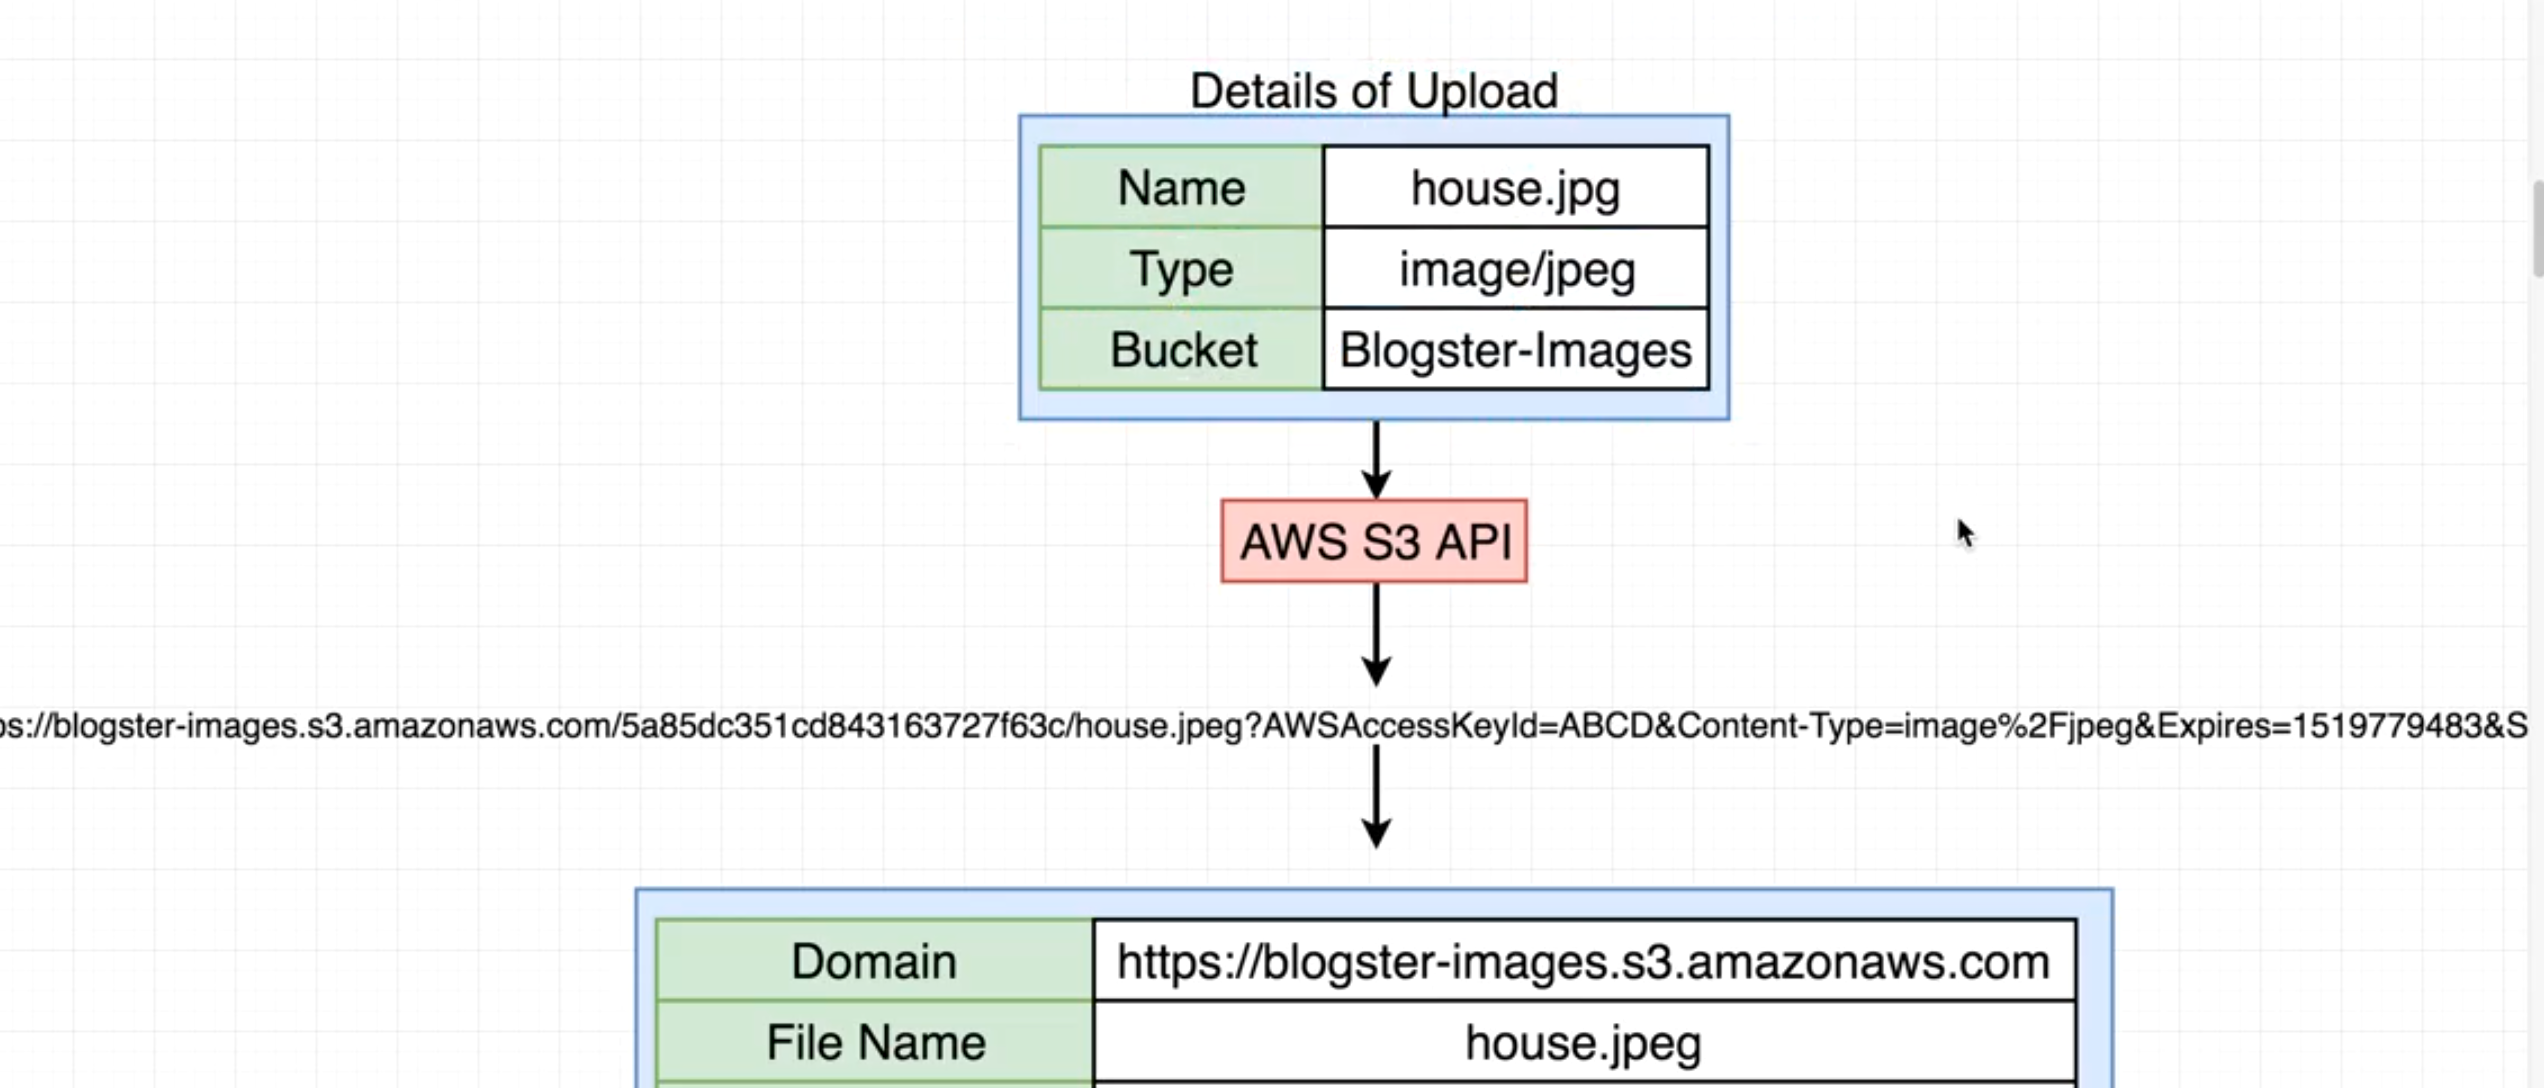 Details of Upload
Name house.jpg
Type image/jpeg
Bucket Blogster-Images
AWS S3 API
ps://blogster-images.s3.amazonaws.com/5a85dc351cd843163727f63c/house.jpeg?AWSAccessKeyId=ABCD&Content-Type=image%2Fjpeg&Expires=1519779483&S
Domain https://blogster-images.s3.amazonaws.com
File Name house.jpeg